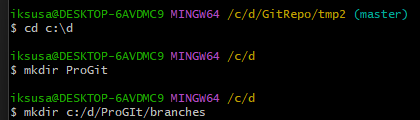 iksusa@DESKTOP-6AVDMC9 MINGW64 /c/d/GitRepo/tmp2 (master)
$ cd c:\d
iksusa@DESKTOP-6AVDMC9 MINGW64 /c/d
$ mkdir ProGit
iksusa@DESKTOP-6AVDMC9 MINGW64 /c/d
$ mkdir c:/d/ProGIt/branches